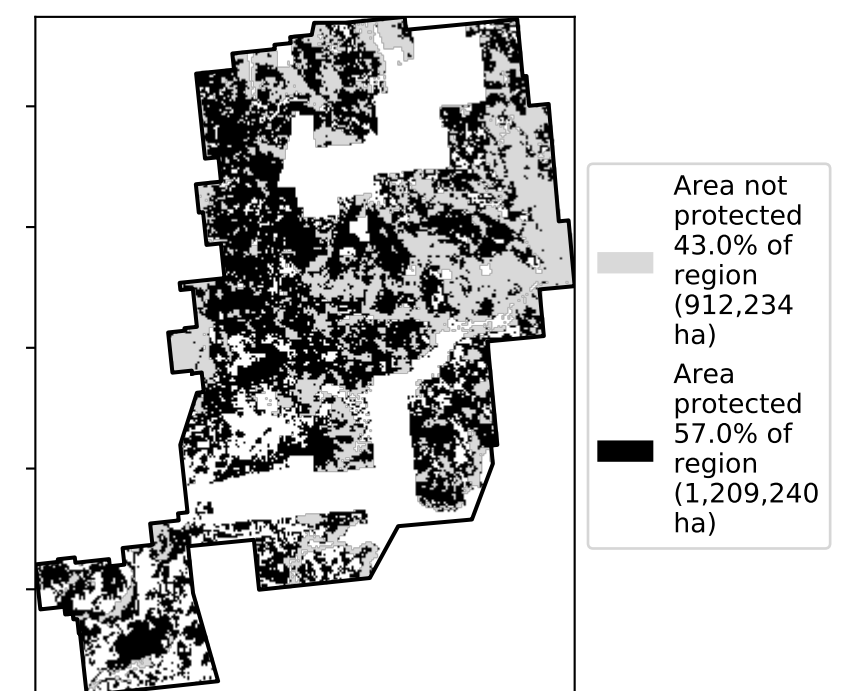 Area not
protected
43.0% of
region
(912,234
ha)
Area
protected
57.0% of
region
(1,209,240
ha)